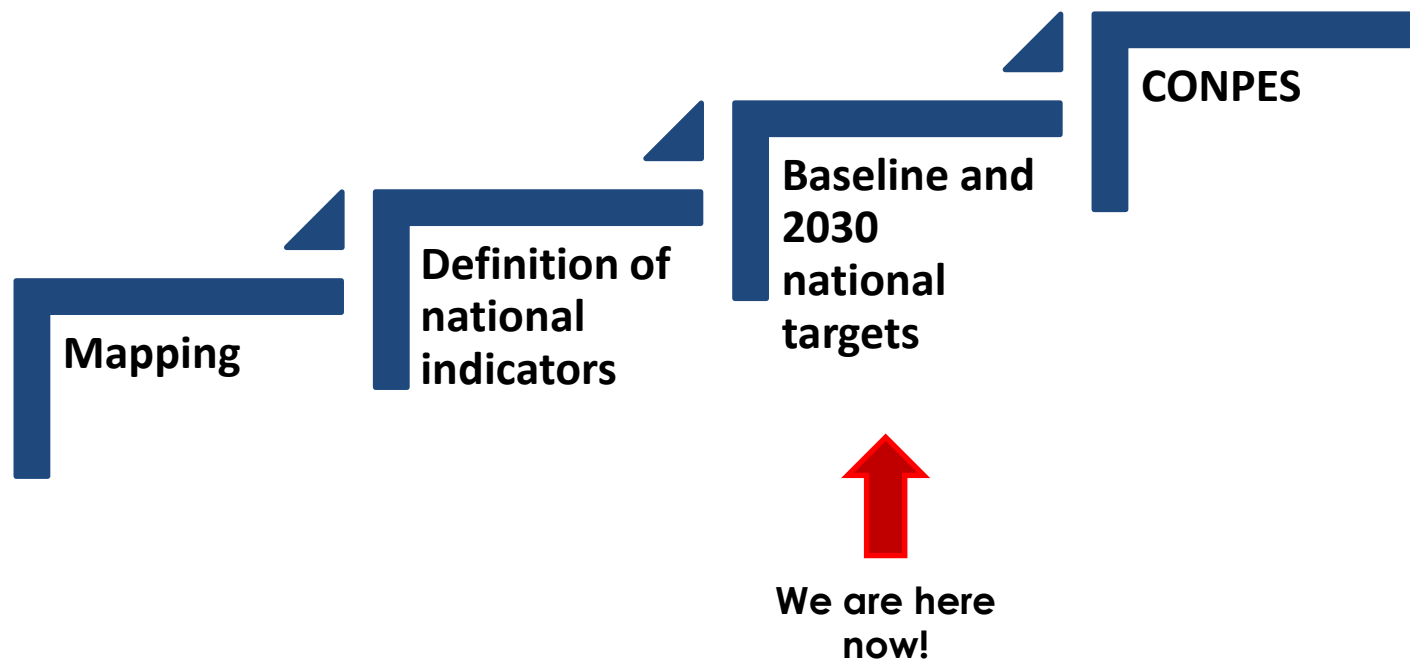 Mapping
Definition of
national
indicators
Baseline and
2030
national
targets
CONPES
We are here
now!